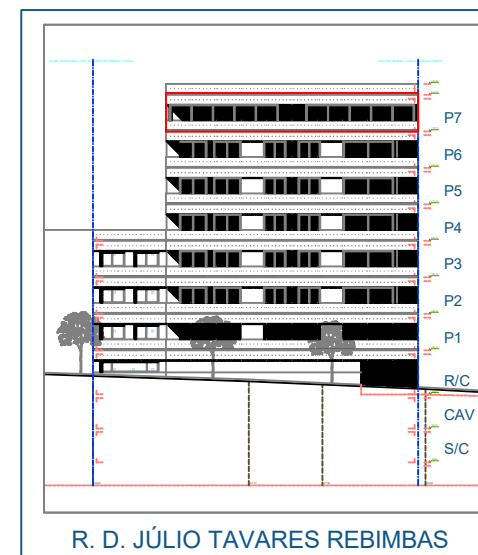 P7
P6
P5
P4
P3
P2
P1
R/C
CAV
S/C
R. D. JÚLIO TAVARES REBIMBAS